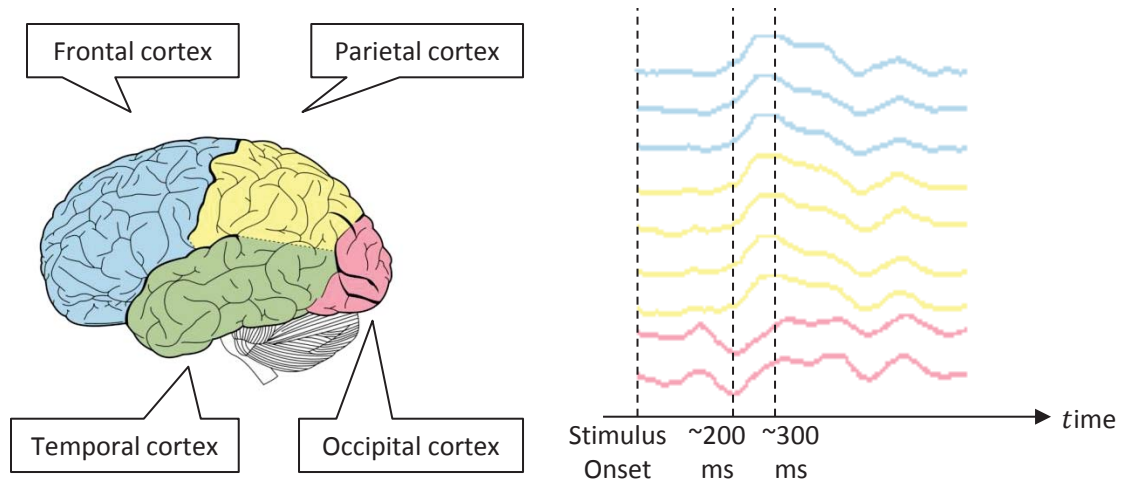 Frontal cortex
Parietal cortex
Temporal cortex
Occipital cortex
Stimulus
Onset
~200
ms
~300
ms
time